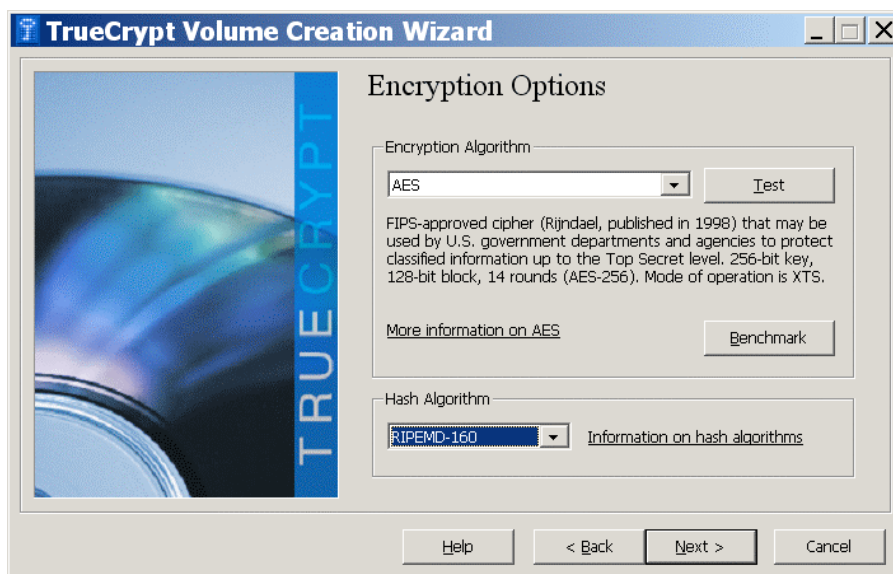 TrueCrypt Volume Creation Wizard
TRUECRYPT
Encryption Options
Encryption Algorithm
AES
Test
FIPS-approved cipher (Rijndael, published in 1998) that may be
used by U.S. government departments and agencies to protect
classified information up to the Top Secret level. 256-bit key,
128-bit block, 14 rounds (AES-256). Mode of operation is XTS.
More information on AES
Benchmark
Hash Algorithm
RIPEMD-160
Information on hash algorithms
Help
< Back
Next >
Cancel